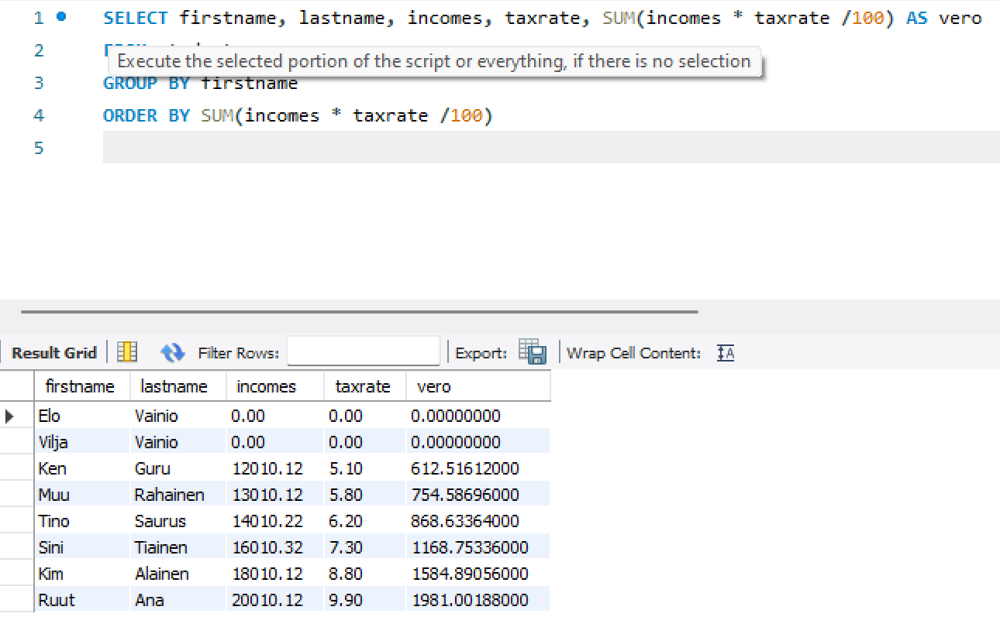 1 SELECT firstname, lastname, incomes, taxrate, SUM(incomes * taxrate /100) AS vero
2
Execute the selected portion of the script or everything, if there is no selection
3 GROUP BY firstname
4 ORDER BY SUM(incomes * taxrate /100)
5
Result Grid Filter Rows: Export: Wrap Cell Content:
firstname lastname incomes taxrate vero
Elo Vainio 0.00 0.00 0.00000000
Vilja Vainio 0.00 0.00 0.00000000
Ken Guru 12010.12 5.10 612.51612000
Muu Rahainen 13010.12 5.80 754.58696000
Tino Saurus 14010.22 6.20 868.63364000
Sini Tiainen 16010.32 7.30 1168.75336000
Kim Alainen 18010.12 8.80 1584.89056000
Ruut Ana 20010.12 9.90 1981.00188000